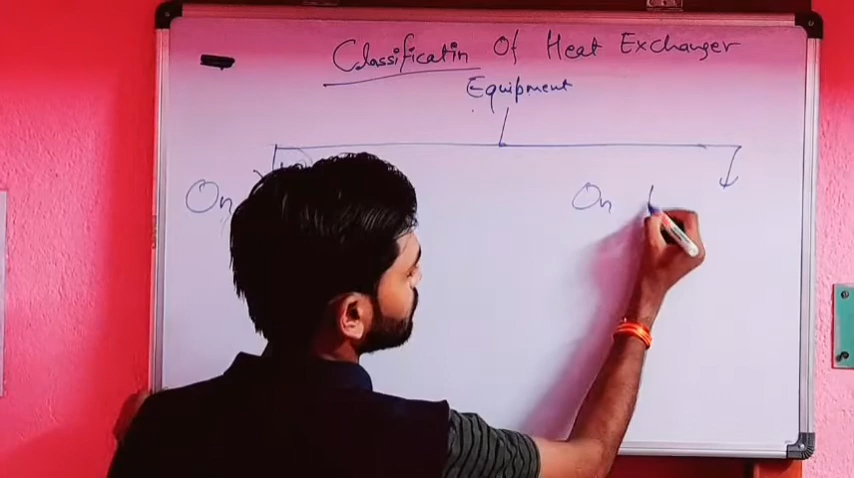 Classificatin Of Heat Exchanger
Equipment
On
On